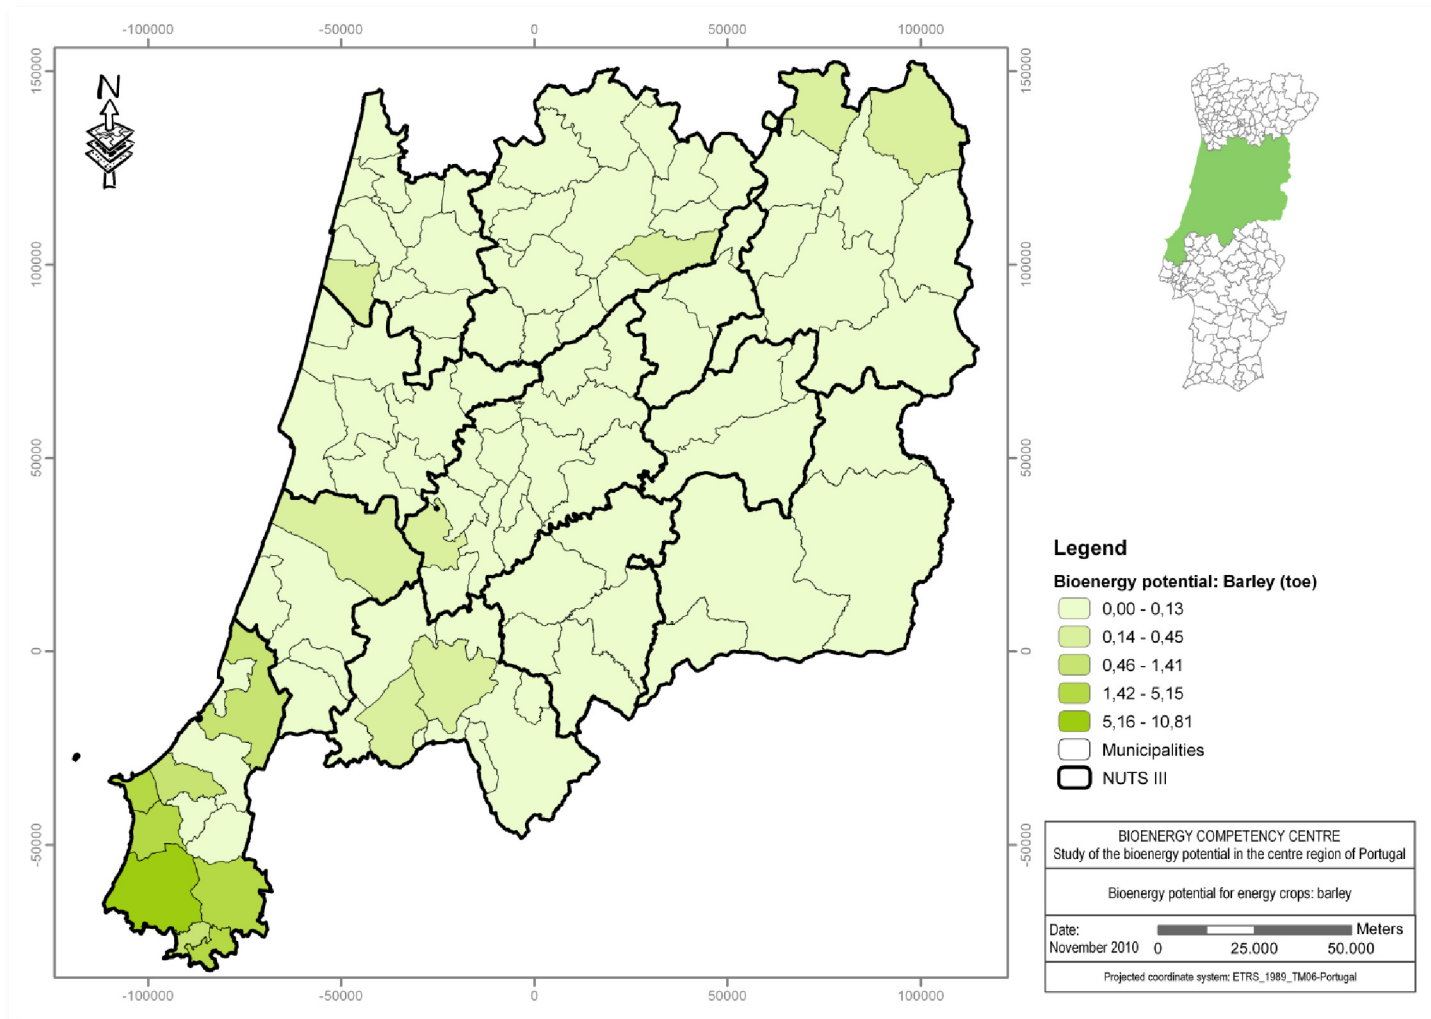 -100000 -50000 0 50000 100000
N
150000
100000
50000
0
-50000
150000
100000
50000
0
-50000
-100000 -50000 0 50000 100000
Legend
Bioenergy potential: Barley (toe)
0,00 - 0,13
0,14 - 0,45
0,46 - 1,41
1,42 - 5,15
5,16 - 10,81
Municipalities
NUTS III
BIOENERGY COMPETENCY CENTRE
Study of the bioenergy potential in the centre region of Portugal
Bioenergy potential for energy crops: barley
Date:
November 2010
Meters
0 25.000 50.000
Projected coordinate system: ETRS_1989_TM06-Portugal